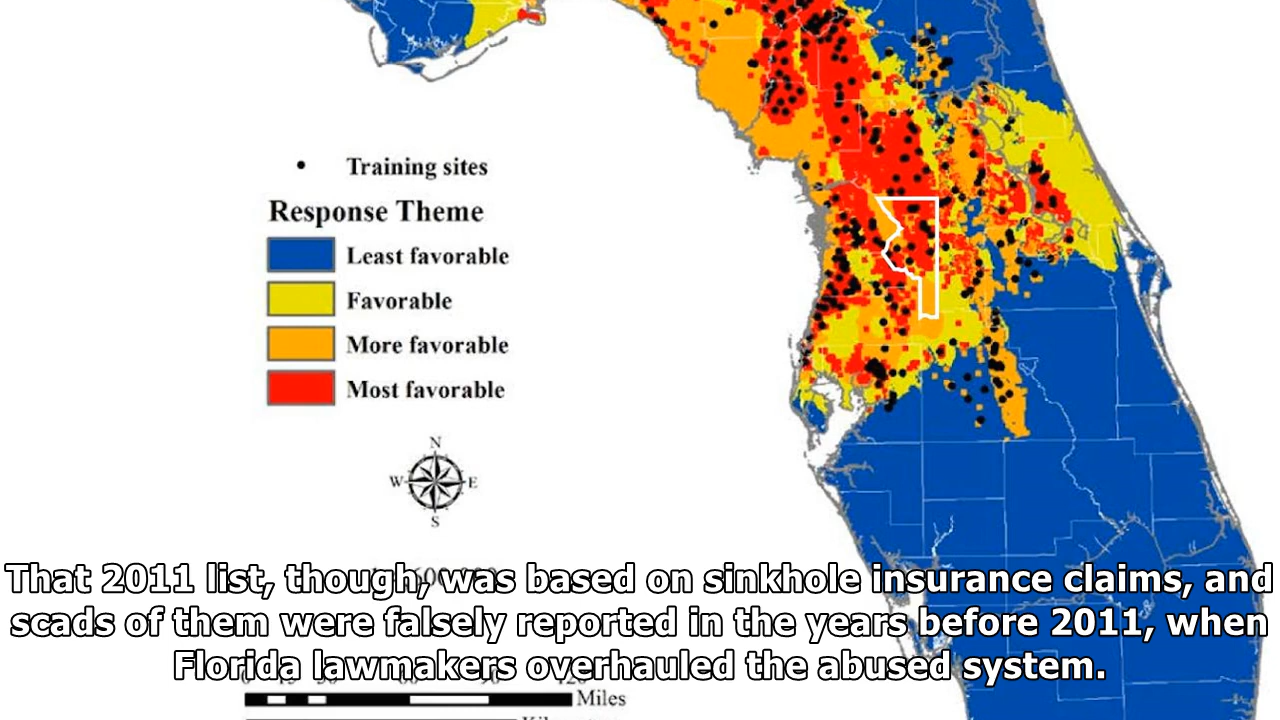 Training sites
Response Theme
Least favorable
Favorable
More favorable
Most favorable
N
W E
S
That 2011 list, though, was based on sinkhole insurance claims, and
scads of them were falsely reported in the years before 2011, when
Florida lawmakers overhauled the abused system.
Miles